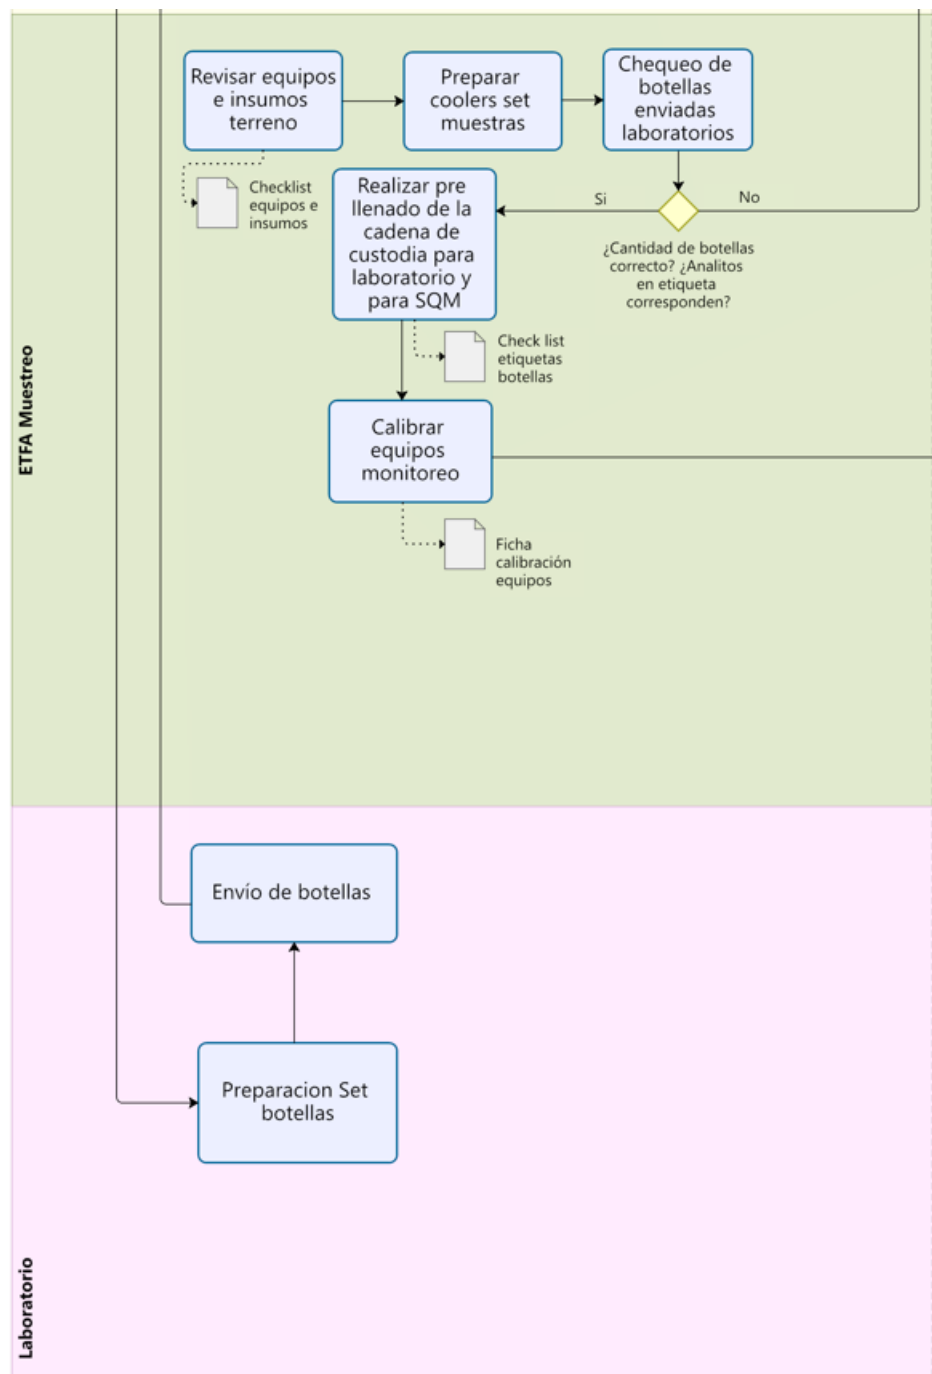 ETFA Muestreo
Revisar equipos
e insumos
terreno
Preparar
coolers set
muestras
Chequeo de
botellas
enviadas
laboratorios
Checklist
equipos e
insumos
Realizar pre
llenado de la
cadena de
custodia para
laboratorio y
para SQM
Si
No
¿Cantidad de botellas
correcto? ¿Analitos
en etiqueta
corresponden?
Check list
etiquetas
botellas
Calibrar
equipos
monitoreo
Ficha
calibración
equipos
Laboratorio
Envío de botellas
Preparacion Set
botellas